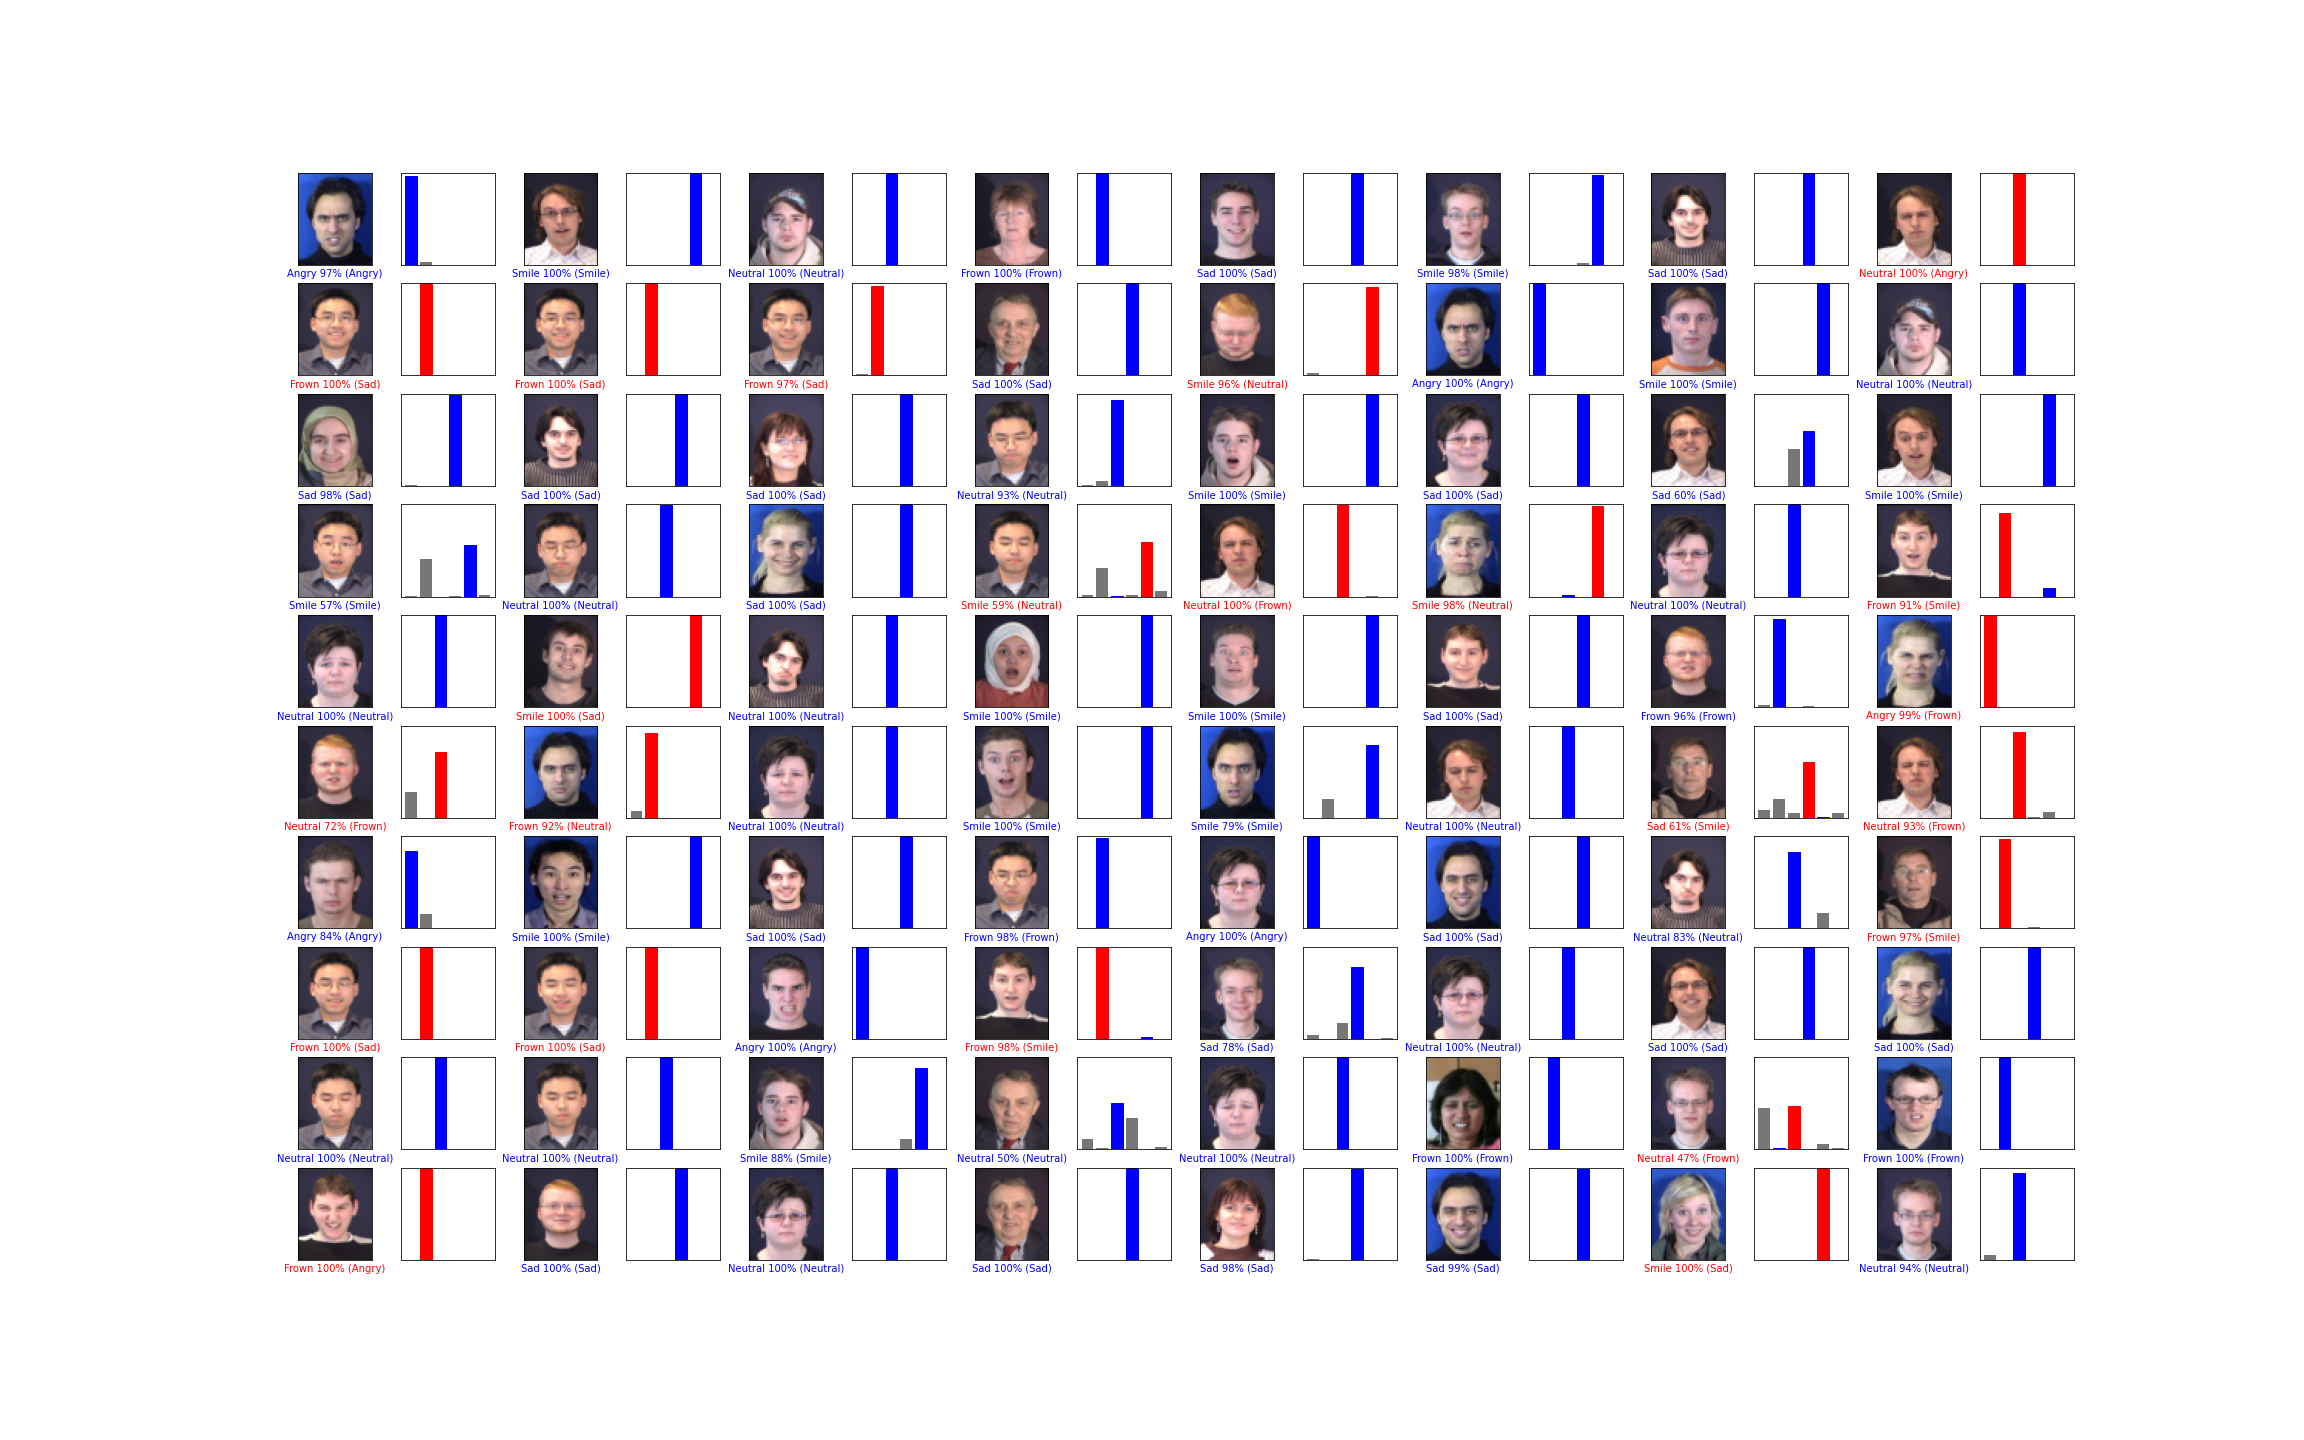 Angry 97% (Angry)
Smile 100% (Smile)
Neutral 100% (Neutral)
Frown 100% (Frown)
Sad 100% (Sad)
Smile 98% (Smile)
Sad 100% (Sad)
Neutral 100% (Angry)
Frown 100% (Sad)
Frown 100% (Sad)
Frown 97% (Sad)
Sad 100% (Sad)
Smile 96% (Neutral)
Angry 100% (Angry)
Smile 100% (Smile)
Neutral 100% (Neutral)
Sad 98% (Sad)
Sad 100% (Sad)
Sad 100% (Sad)
Neutral 93% (Neutral)
Smile 100% (Smile)
Sad 100% (Sad)
Sad 60% (Sad)
Smile 100% (Smile)
Smile 57% (Smile)
Neutral 100% (Neutral)
Sad 100% (Sad)
Smile 59% (Neutral)
Neutral 100% (Frown)
Smile 98% (Neutral)
Neutral 100% (Neutral)
Frown 91% (Smile)
Neutral 100% (Neutral)
Smile 100% (Sad)
Neutral 100% (Neutral)
Smile 100% (Smile)
Smile 100% (Smile)
Sad 100% (Sad)
Frown 96% (Frown)
Angry 99% (Frown)
Neutral 72% (Frown)
Frown 92% (Neutral)
Neutral 100% (Neutral)
Smile 100% (Smile)
Smile 79% (Smile)
Neutral 100% (Neutral)
Sad 61% (Smile)
Neutral 93% (Frown)
Angry 84% (Angry)
Smile 100% (Smile)
Sad 100% (Sad)
Frown 98% (Frown)
Angry 100% (Angry)
Sad 100% (Sad)
Neutral 83% (Neutral)
Frown 97% (Smile)
Frown 100% (Sad)
Frown 100% (Sad)
Angry 100% (Angry)
Frown 98% (Smile)
Sad 78% (Sad)
Neutral 100% (Neutral)
Sad 100% (Sad)
Sad 100% (Sad)
Neutral 100% (Neutral)
Neutral 100% (Neutral)
Smile 88% (Smile)
Neutral 50% (Neutral)
Neutral 100% (Neutral)
Frown 100% (Frown)
Neutral 47% (Frown)
Frown 100% (Frown)
Frown 100% (Angry)
Sad 100% (Sad)
Neutral 100% (Neutral)
Sad 100% (Sad)
Sad 98% (Sad)
Sad 99% (Sad)
Smile 100% (Sad)
Neutral 94% (Neutral)